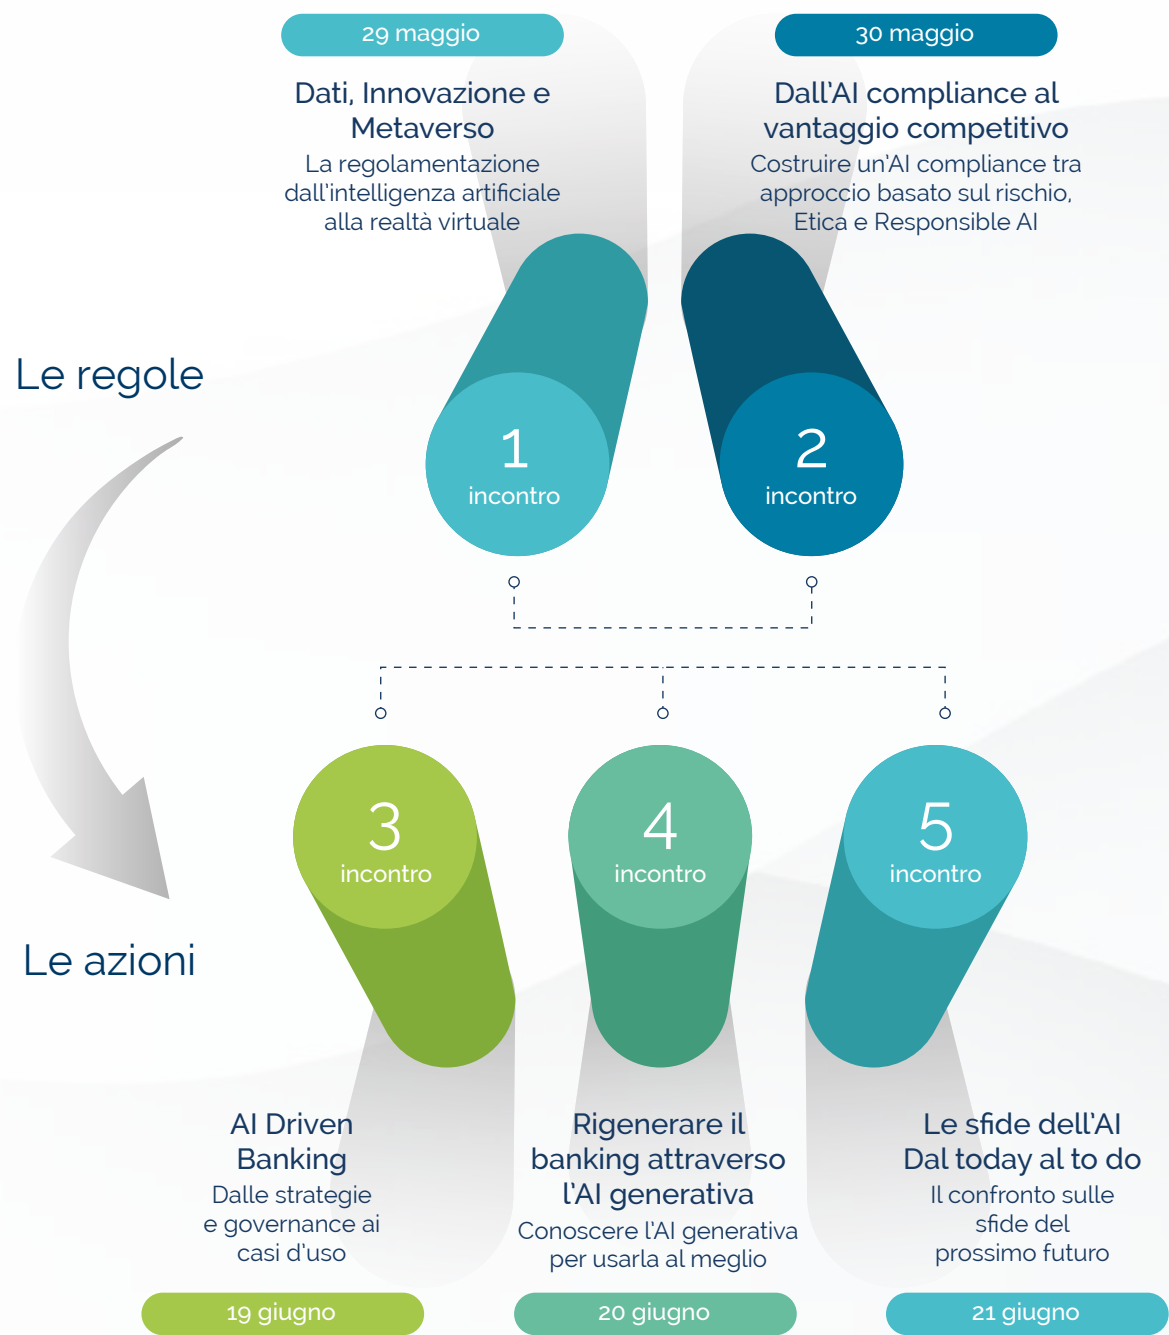 29 maggio
Dati, Innovazione e
Metaverso
La regolamentazione
dall'intelligenza artificiale
alla realtà virtuale
30 maggio
Dall'AI compliance al
vantaggio competitivo
Costruire un'AI compliance tra
approccio basato sul rischio,
Etica e Responsible AI
Le regole
1
incontro
2
incontro
3
incontro
4
incontro
5
incontro
Le azioni
AI Driven
Banking
Dalle strategie
e governance ai
casi d'uso
19 giugno
Rigenerare il
banking attraverso
l'AI generativa
Conoscere l'AI generativa
per usarla al meglio
20 giugno
Le sfide dell'AI
Dal today al to do
Il confronto sulle
sfide del
prossimo futuro
21 giugno